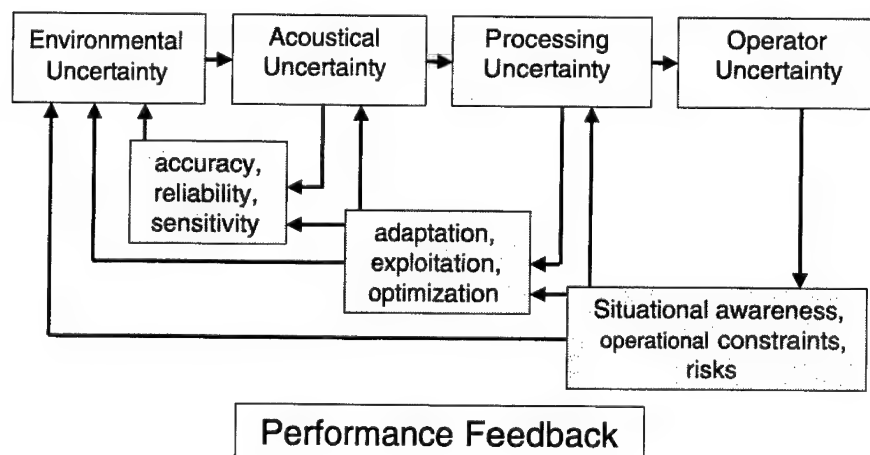 Environmental
Uncertainty
Acoustical
Uncertainty
Processing
Uncertainty
Operator
Uncertainty
accuracy,
reliability,
sensitivity
adaptation,
exploitation,
optimization
Situational awareness,
operational constraints,
risks
Performance Feedback